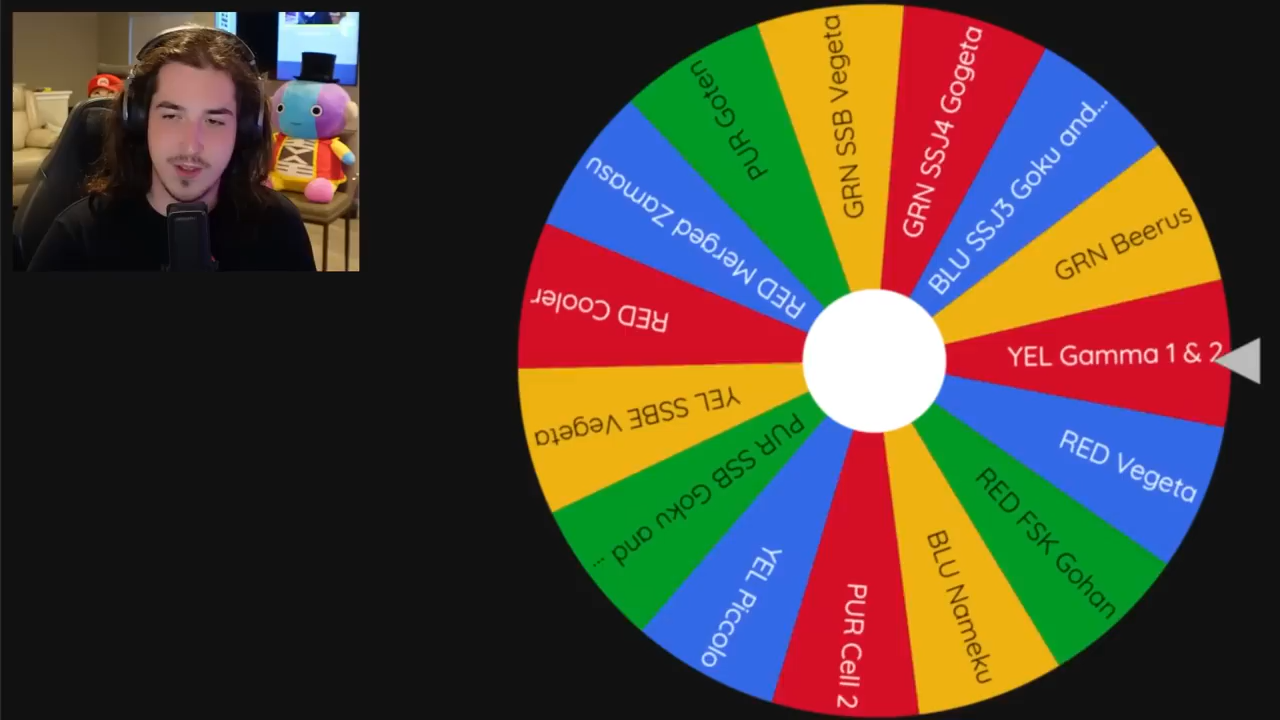 GRN SSB Vegeta
GRN SSJ4 Gogeta
BLU SSJ3 Goku and...
GRN Beerus
YEL Gamma 1 & 2
RED Vegeta
RED FSK Gohan
BLU Nameku
PUR Cell 2
YEL Piccolo
PUR SSB Goku and ...
YEL SSBE Vegeta
RED Cooler
RED Merged Zamasu
PUR Goten